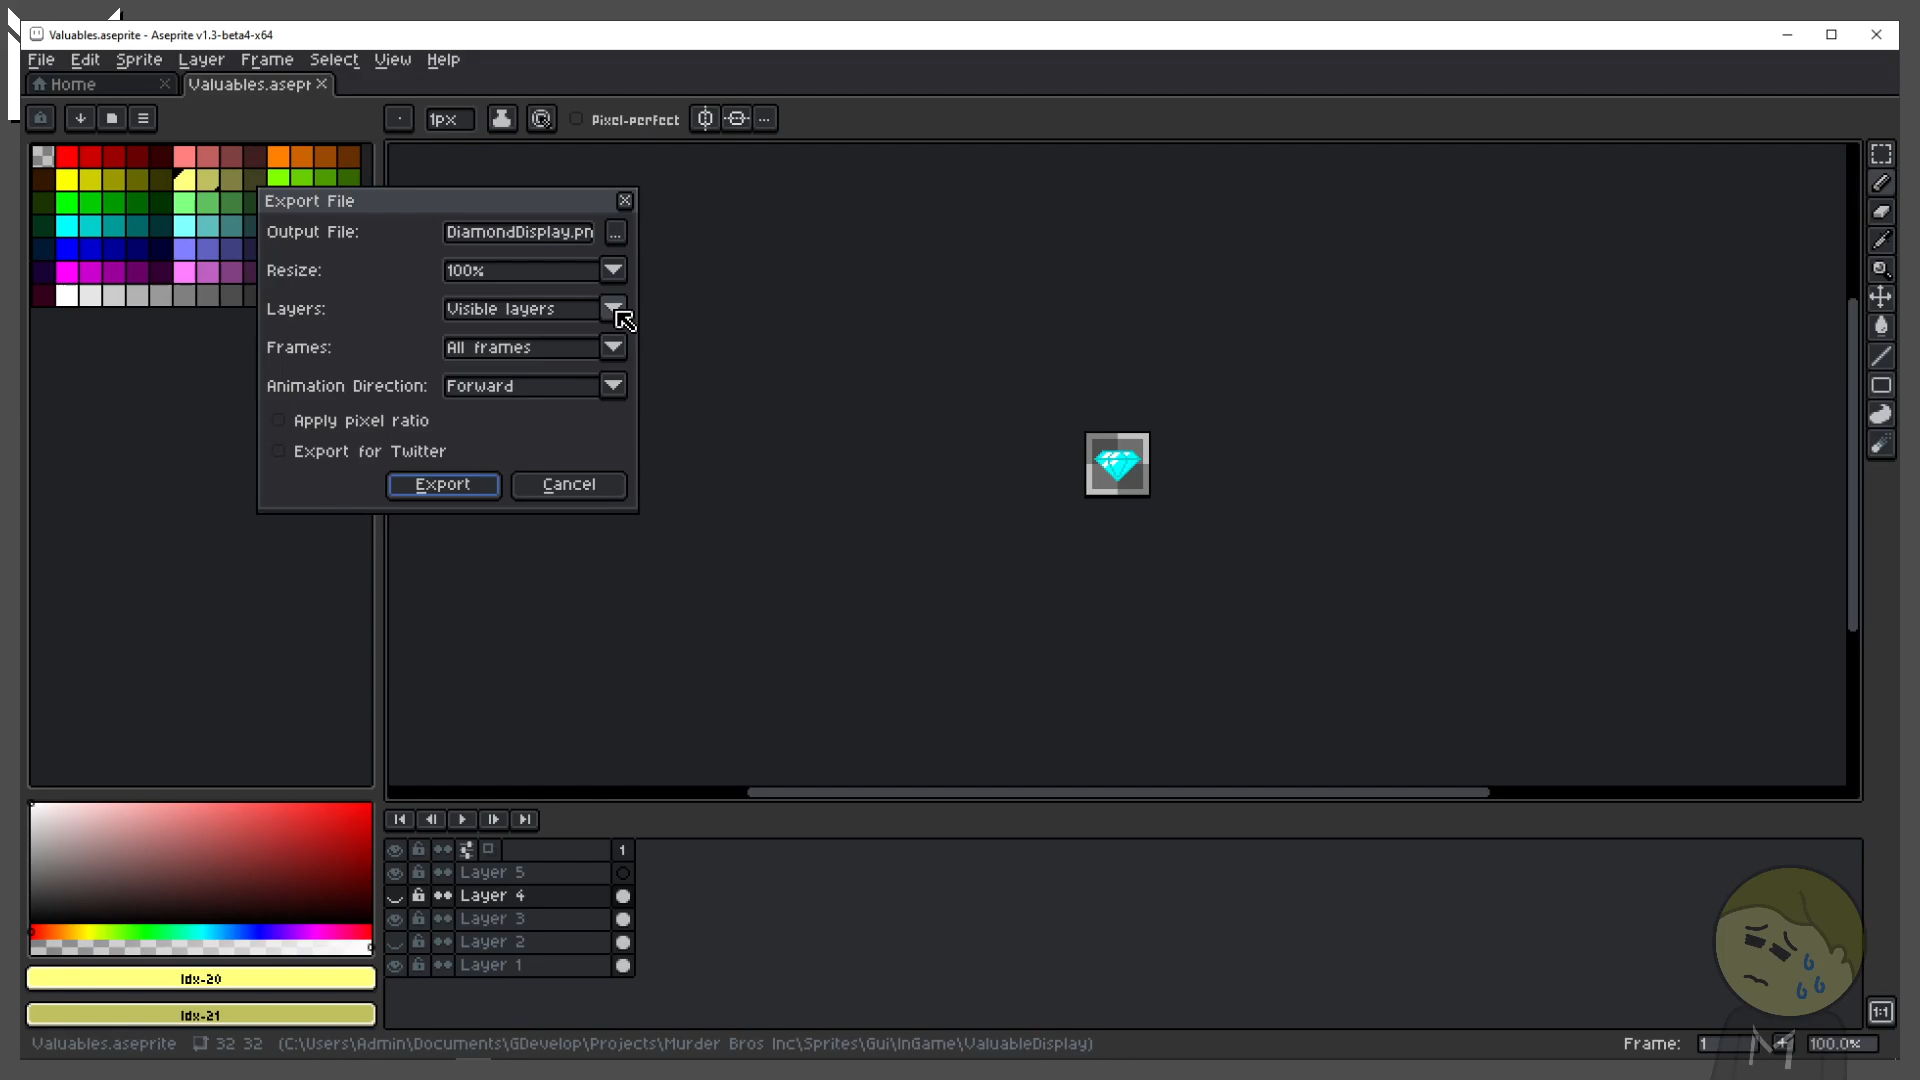 Valuables.aseprite - Aseprite v1.3-beta4-x64
File Edit Sprite Layer Frame Select View Help
Home Valuables.asepr
1px Pixel-perfect ...
Export File
Output File: DiamondDisplay.pn ...
Resize: 100%
Layers: Visible layers
Frames: All frames
Animation Direction: Forward
Apply pixel ratio
Export for Twitter
Export Cancel
1
Layer 5
Layer 4
Layer 3
Layer 2
Layer 1
Idx-20
Idx-21
1:1
Valuables.aseprite 32 32 (C:\Users\Admin\Documents\GDevelop\Projects\Murder Bros Inc\Sprites\Gui\InGame\ValuableDisplay) Frame: 1 + 100.0%